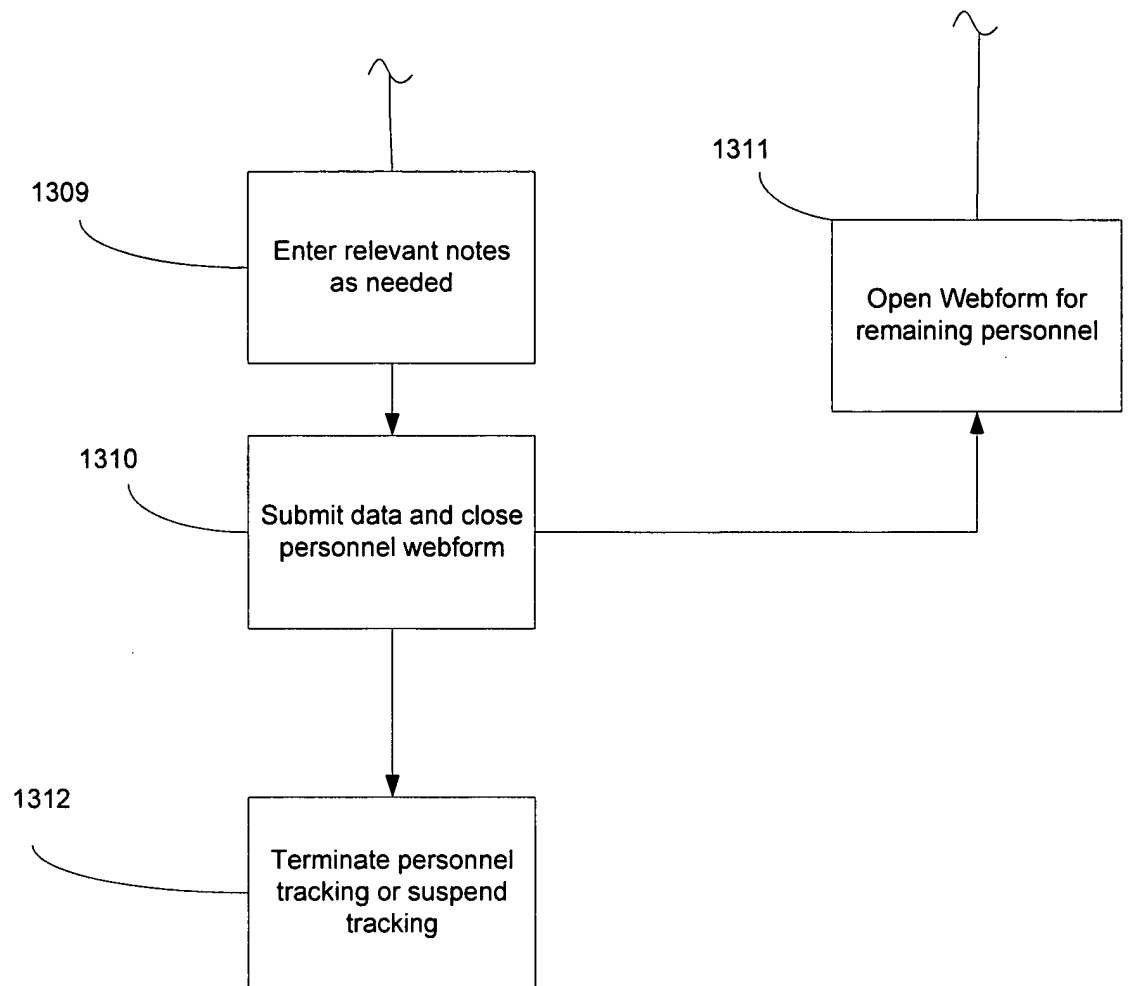 1311
1309
Enter relevant notes
as needed
Open Webform for
remaining personnel
1310
Submit data and close
personnel webform
1312
Terminate personnel
tracking or suspend
tracking